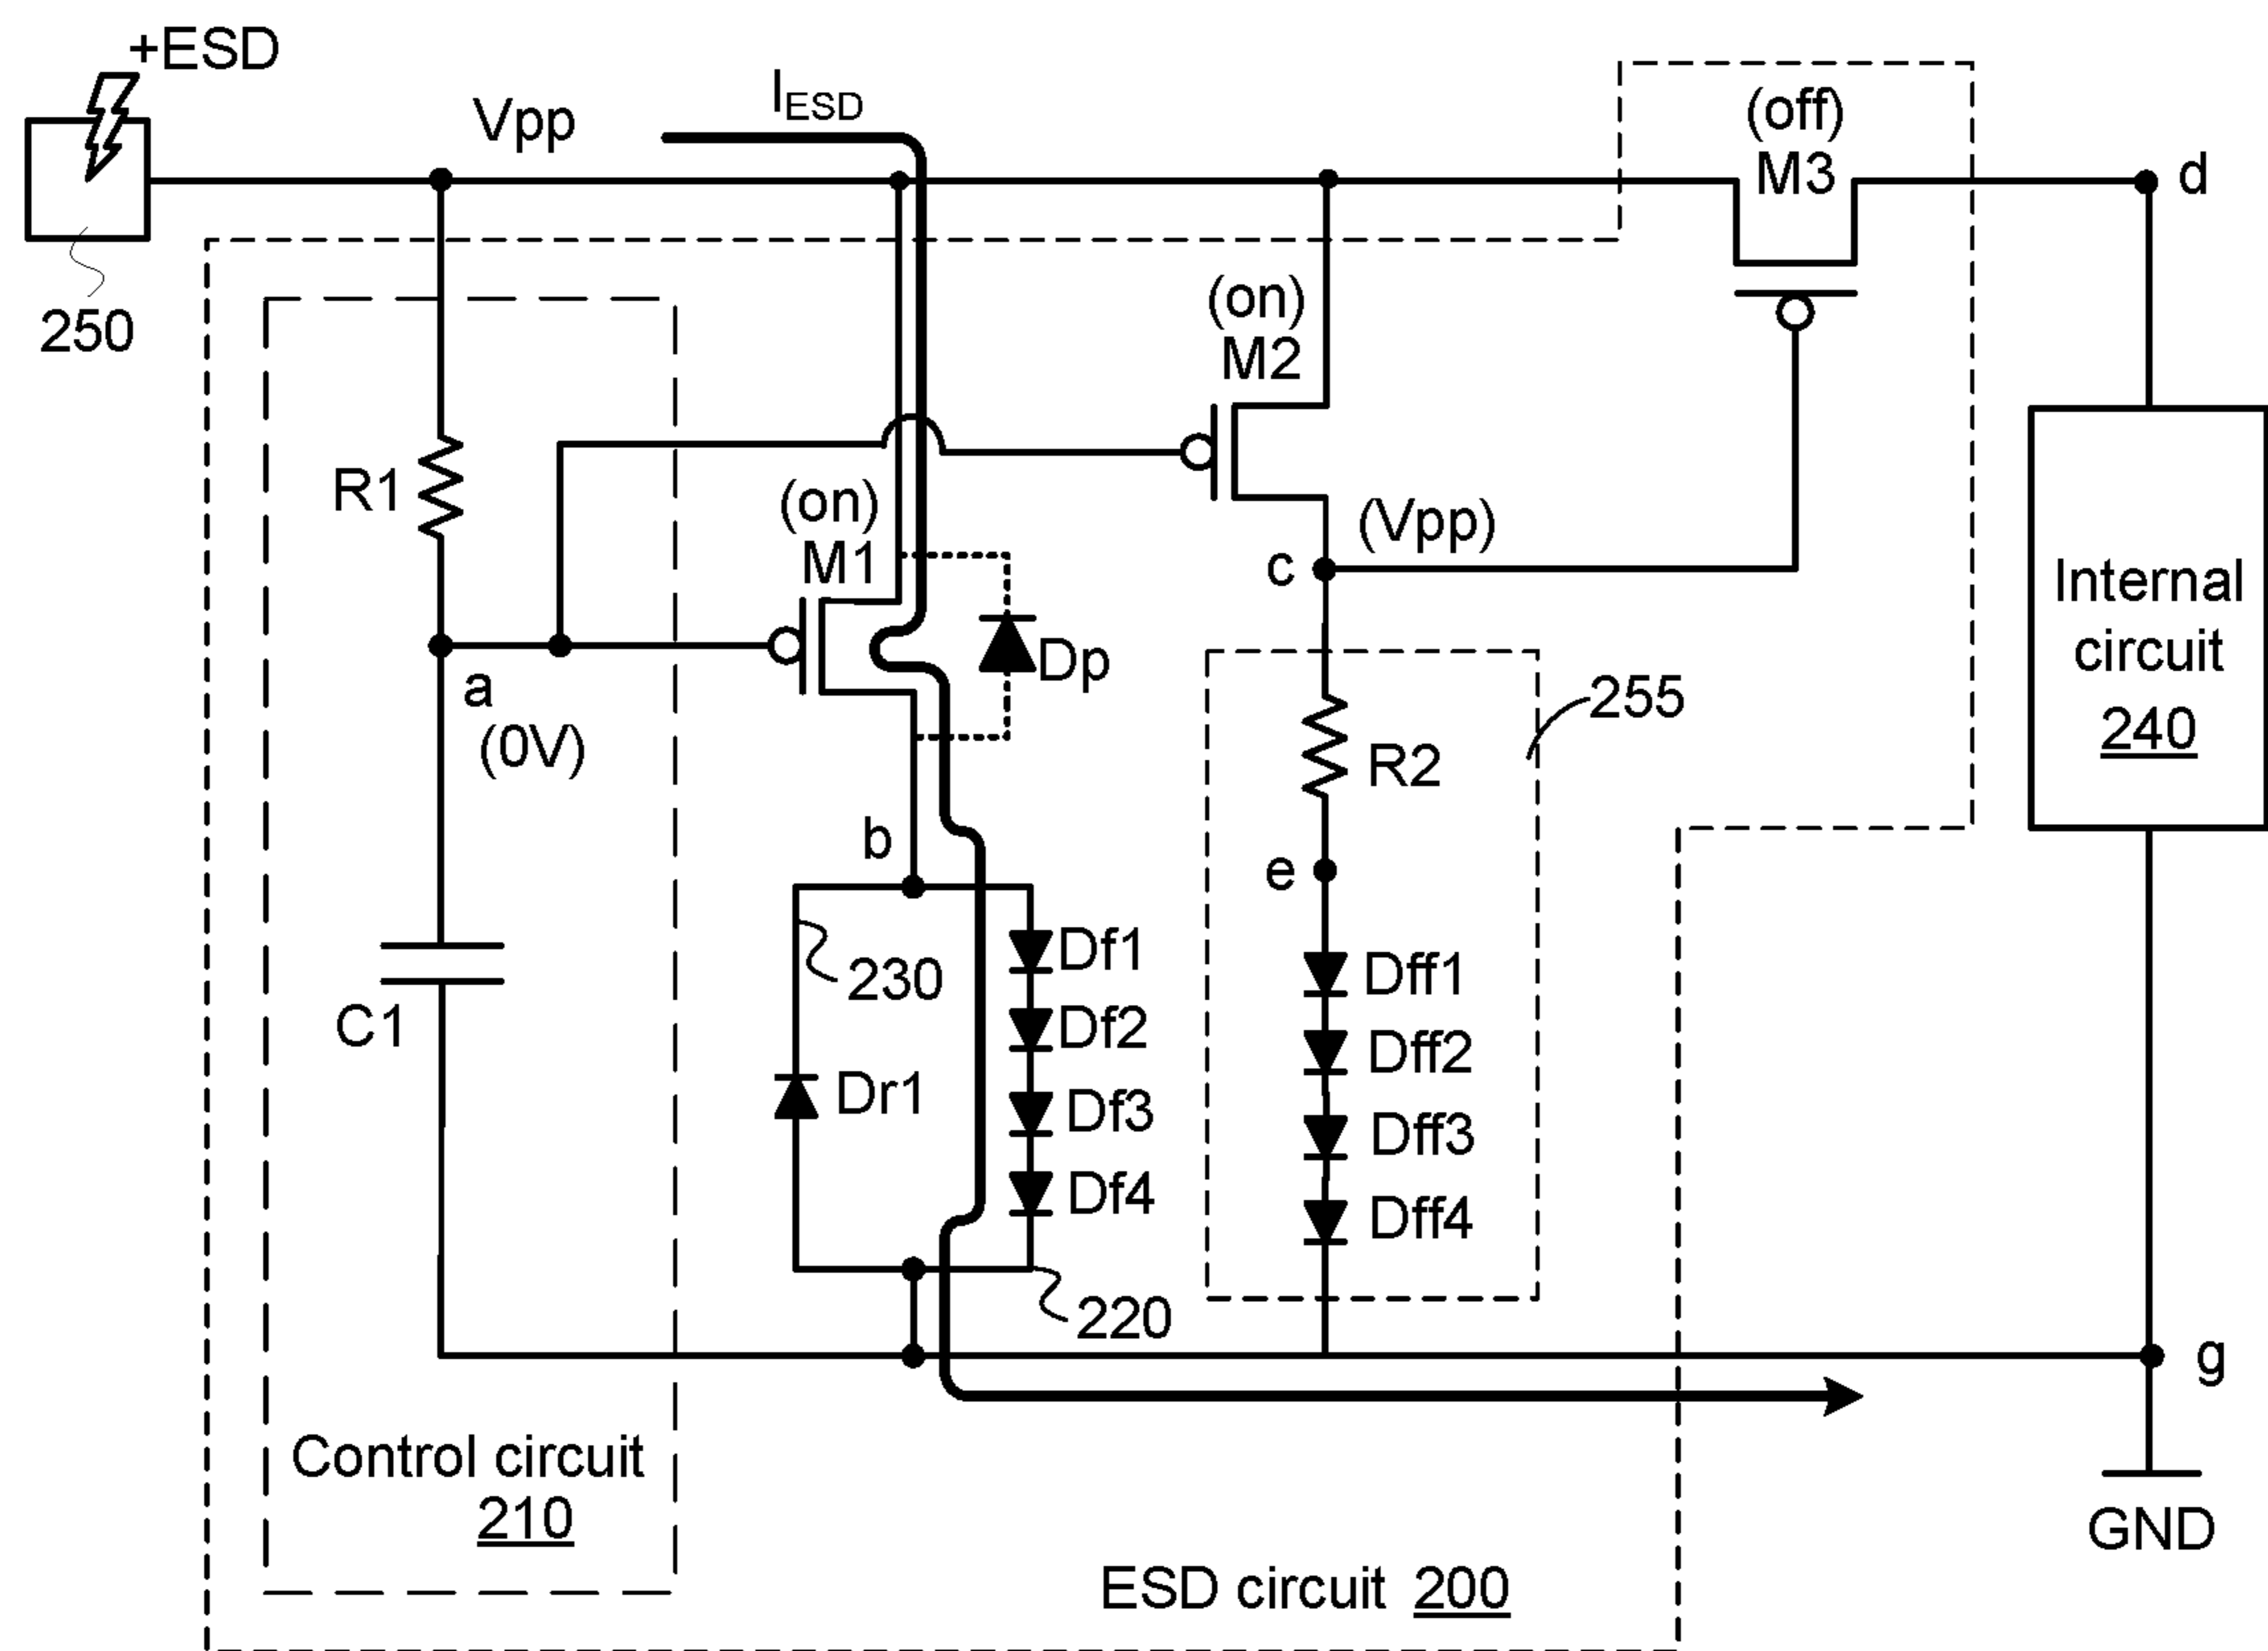 +ESD
Vpp
IESD
(off)
M3
d
250
(on)
M2
R1
(on)
M1
(Vpp)
c
Internal
circuit
240
Dp
a
(0V)
255
R2
b
e
Df1
230
Dff1
C1
Df2
Dff2
Dr1
Df3
Dff3
Df4
Dff4
220
g
Control circuit
210
GND
ESD circuit 200